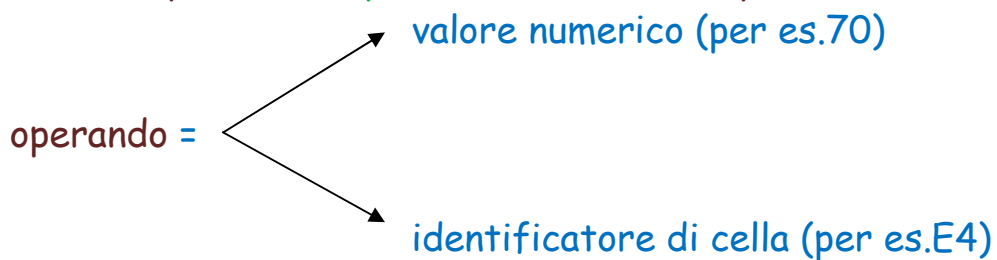 valore numerico (per es.70)
operando =
identificatore di cella (per es.E4)